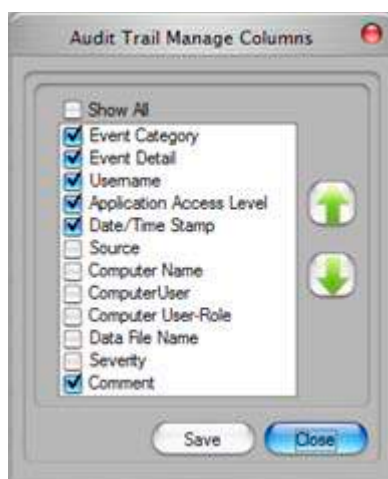 Audit Trail Manage Columns
Show All
Event Category
Event Detail
Username
Application Access Level
Date/Time Stamp
Source
Computer Name
ComputerUser
Computer User-Role
Data File Name
Severity
Comment
Save
Close